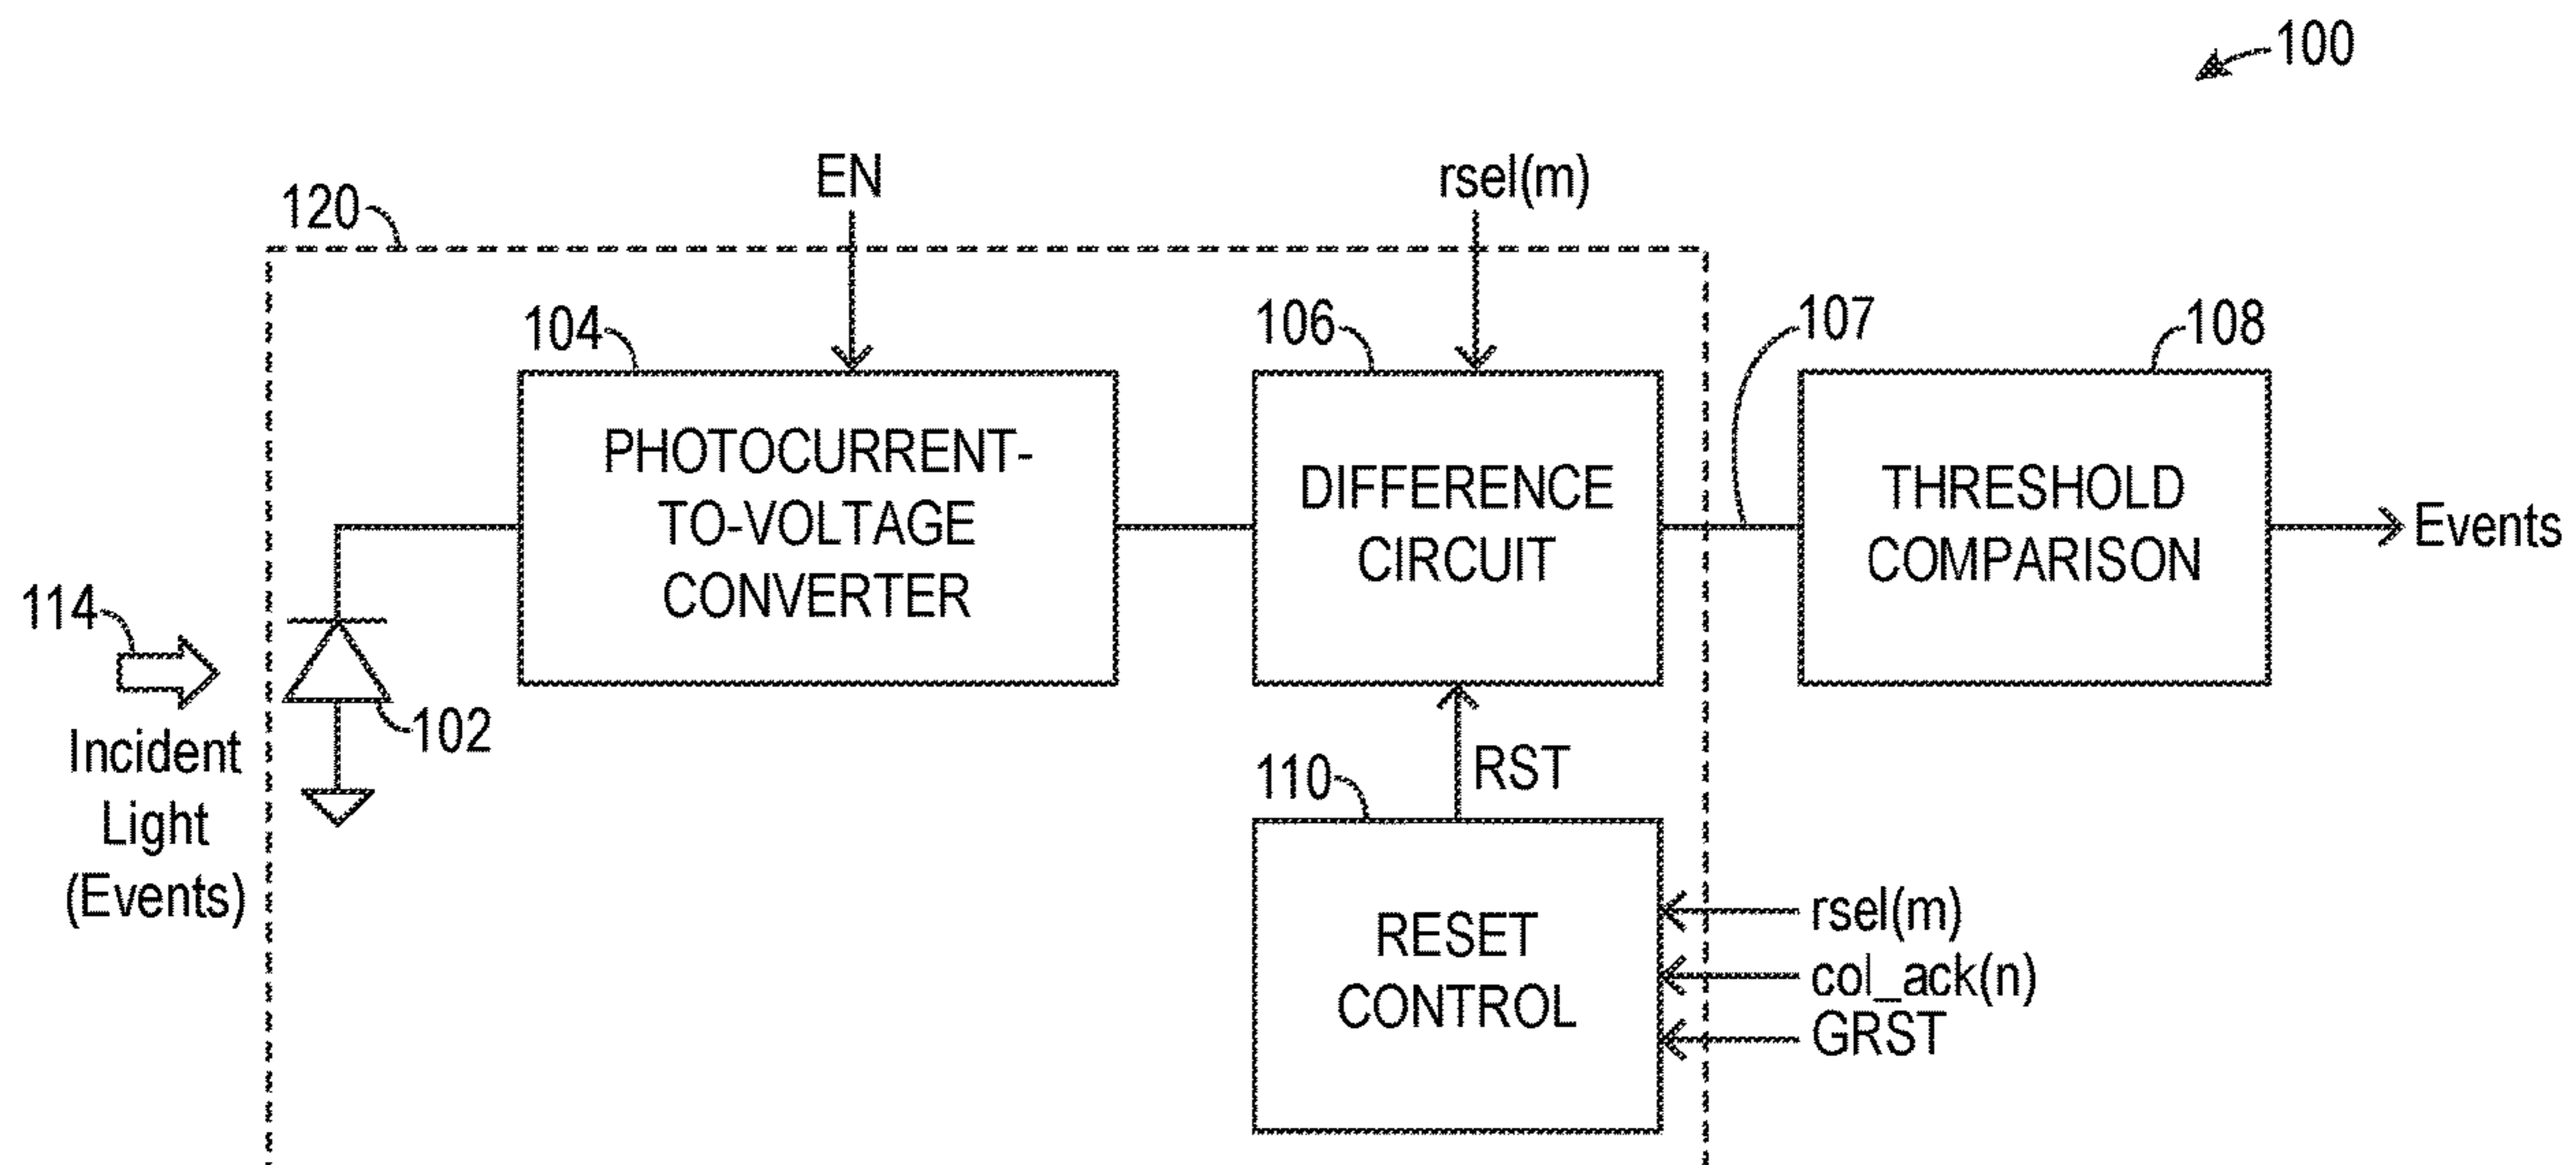 100
EN
rsel(m)
120
104
106
107
108
PHOTOCURRENT-
TO-VOLTAGE
CONVERTER
DIFFERENCE
CIRCUIT
THRESHOLD
COMPARISON
Events
114
102
Incident
Light
(Events)
110
RST
RESET
CONTROL
rsel(m)
col_ack(n)
GRST